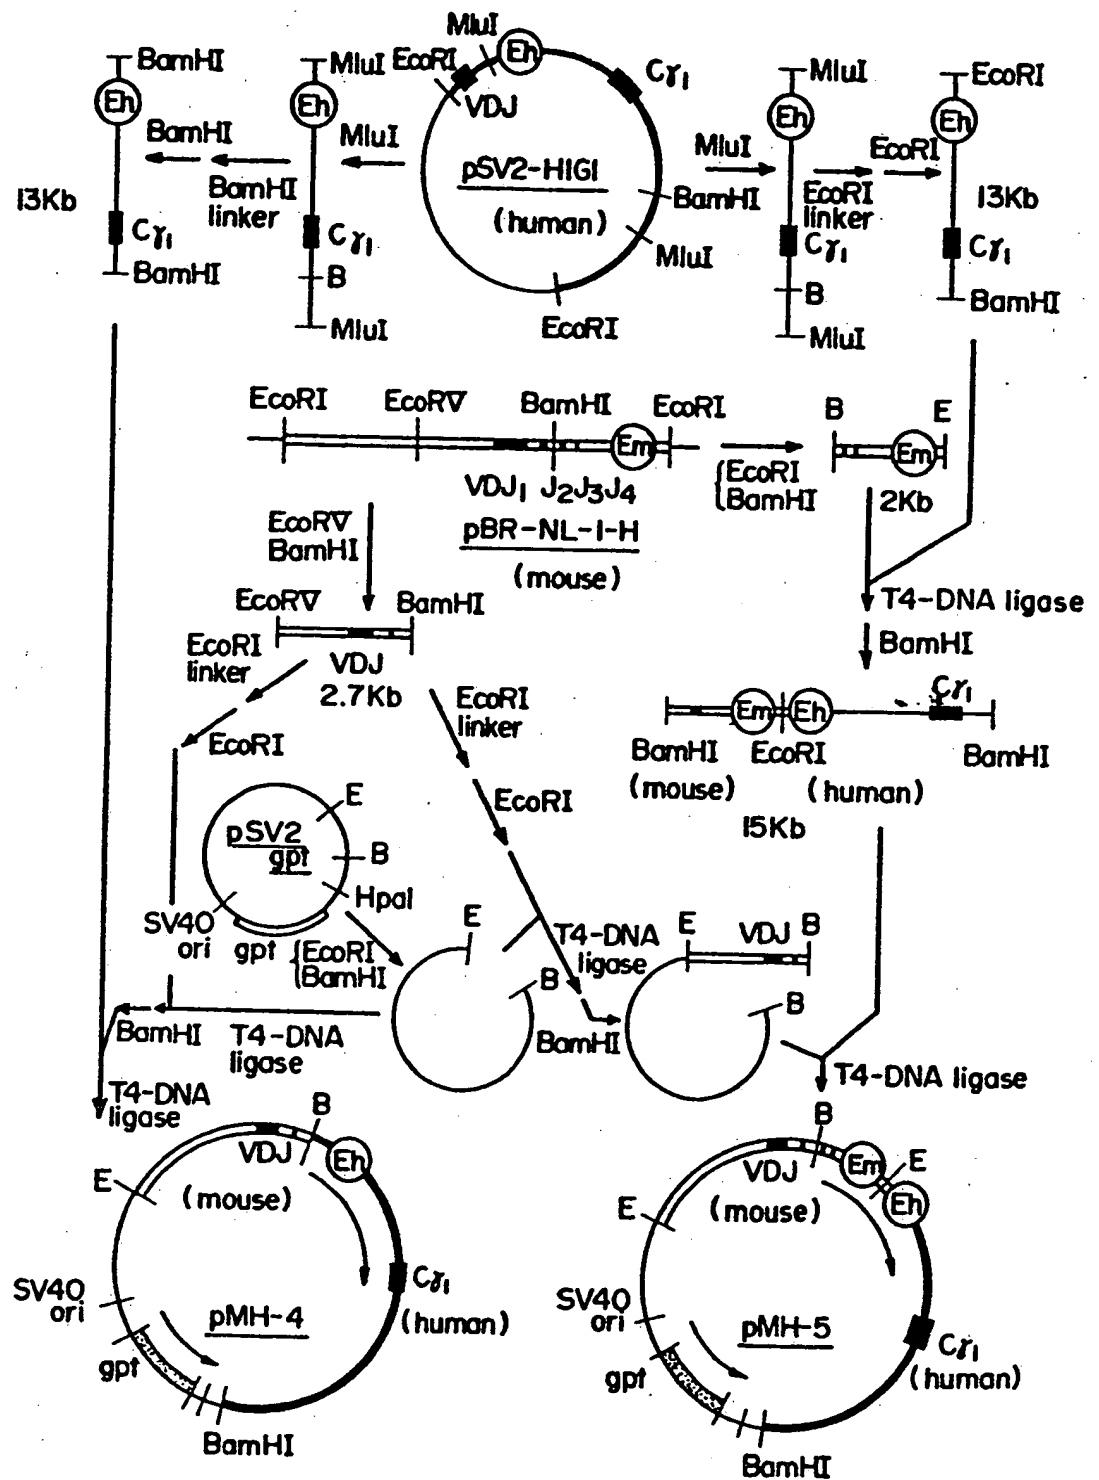 MluI
Eh
EcoRI
VDJ
Cγ1
pSV2-HIGI
(human)
BamHI
MluI
EcoRI
BamHI
Eh
13Kb
Cγ1
BamHI
BamHI
BamHI
linker
MluI
Eh
Cγ1
B
MluI
MluI
MluI
MluI
Eh
Cγ1
B
MluI
EcoRI
EcoRI
linker
EcoRI
Eh
13Kb
Cγ1
BamHI
EcoRI
EcoRV
BamHI
EcoRI
Em
VDJ1 J2J3J4
pBR-NL-I-H
(mouse)
{EcoRI
BamHI
B
E
Em
2Kb
EcoRV
BamHI
T4-DNA ligase
BamHI
EcoRV
BamHI
VDJ
2.7Kb
EcoRI
linker
EcoRI
EcoRI
linker
EcoRI
Em
Eh
Cγ1
BamHI
EcoRI
BamHI
(mouse)
(human)
15Kb
pSV2
gpt
E
B
HpaI
SV40
ori
gpt
{EcoRI
BamHI
E
B
T4-DNA
ligase
BamHI
E
VDJ
B
B
BamHI
T4-DNA
ligase
T4-DNA
ligase
T4-DNA ligase
B
VDJ
Eh
E
(mouse)
SV40
ori
pMH-4
Cγ1
(human)
gpt
BamHI
B
VDJ
Em
E
Eh
E
(mouse)
SV40
ori
pMH-5
Cγ1
(human)
gpt
BamHI